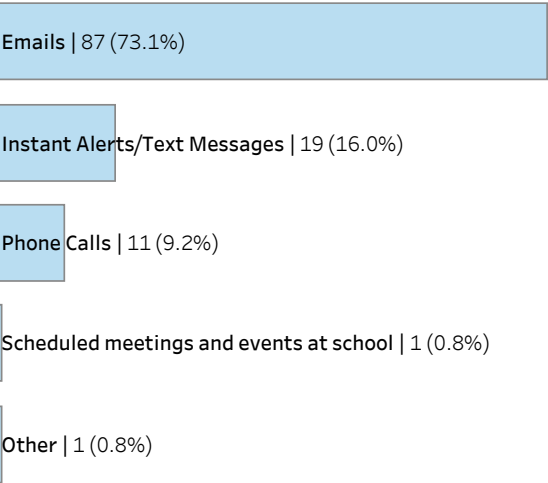 Emails | 87 (73.1%)
Instant Alerts/Text Messages | 19 (16.0%)
Phone Calls | 11 (9.2%)
Scheduled meetings and events at school | 1 (0.8%)
Other | 1 (0.8%)